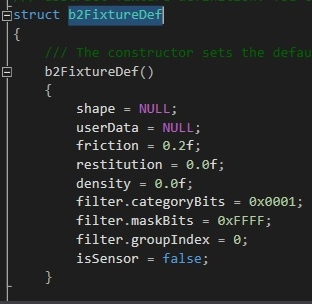 struct b2FixtureDef
{
/// The constructor sets the defau
b2FixtureDef()
{
shape = NULL;
userData = NULL;
friction = 0.2f;
restitution = 0.0f;
density = 0.0f;
filter.categoryBits = 0x0001;
filter.maskBits = 0xFFFF;
filter.groupIndex = 0;
isSensor = false;
}